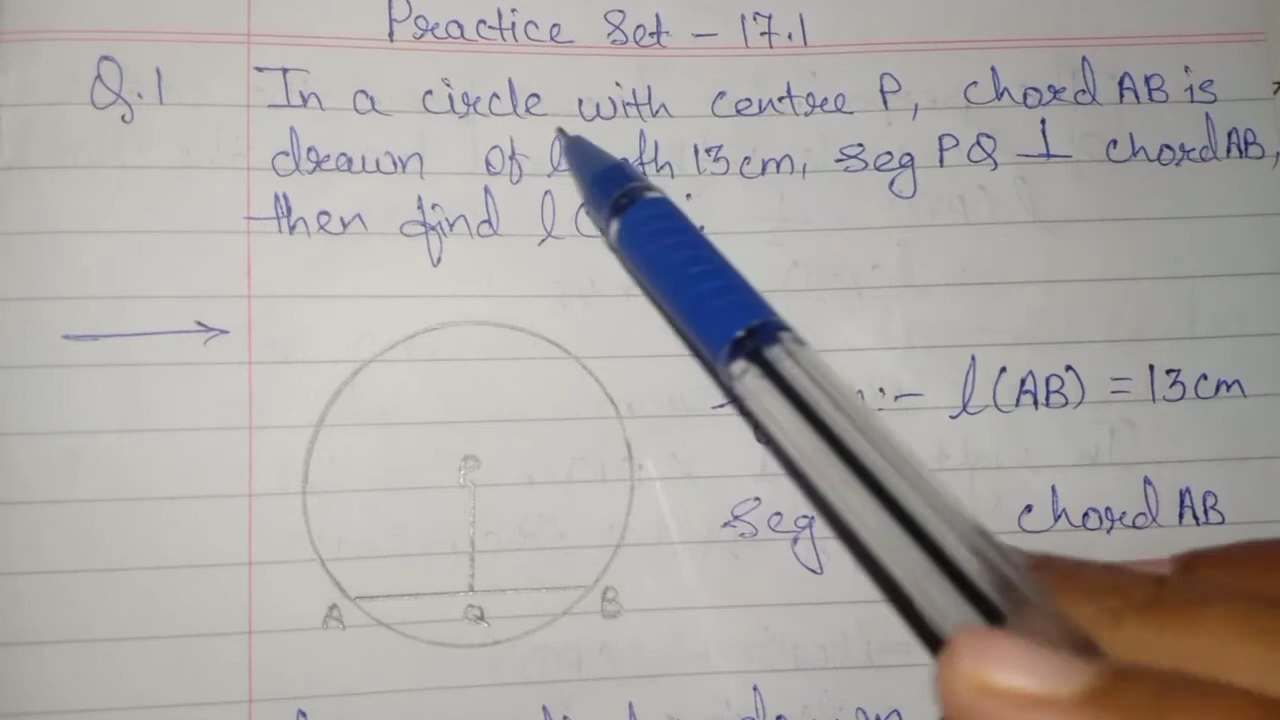 Practice Set - 17.1
Q.1 In a circle with centre P, chord AB is
drawn of 13 cm, seg PQ ⊥ chord AB,
then find l(
:- l(AB) = 13 cm
P
Seg chord AB
A Q B